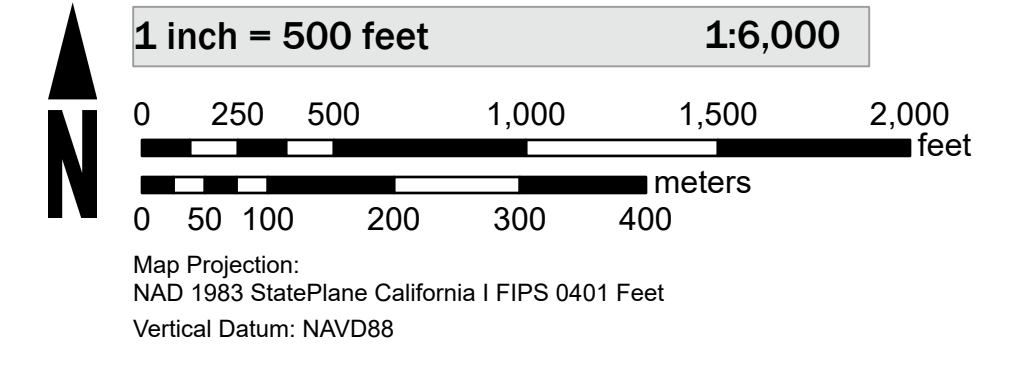 1 inch = 500 feet 1:6,000
0 250 500 1,000 1,500 2,000
feet
meters
0 50 100 200 300 400
N
Map Projection:
NAD 1983 StatePlane California I FIPS 0401 Feet
Vertical Datum: NAVD88